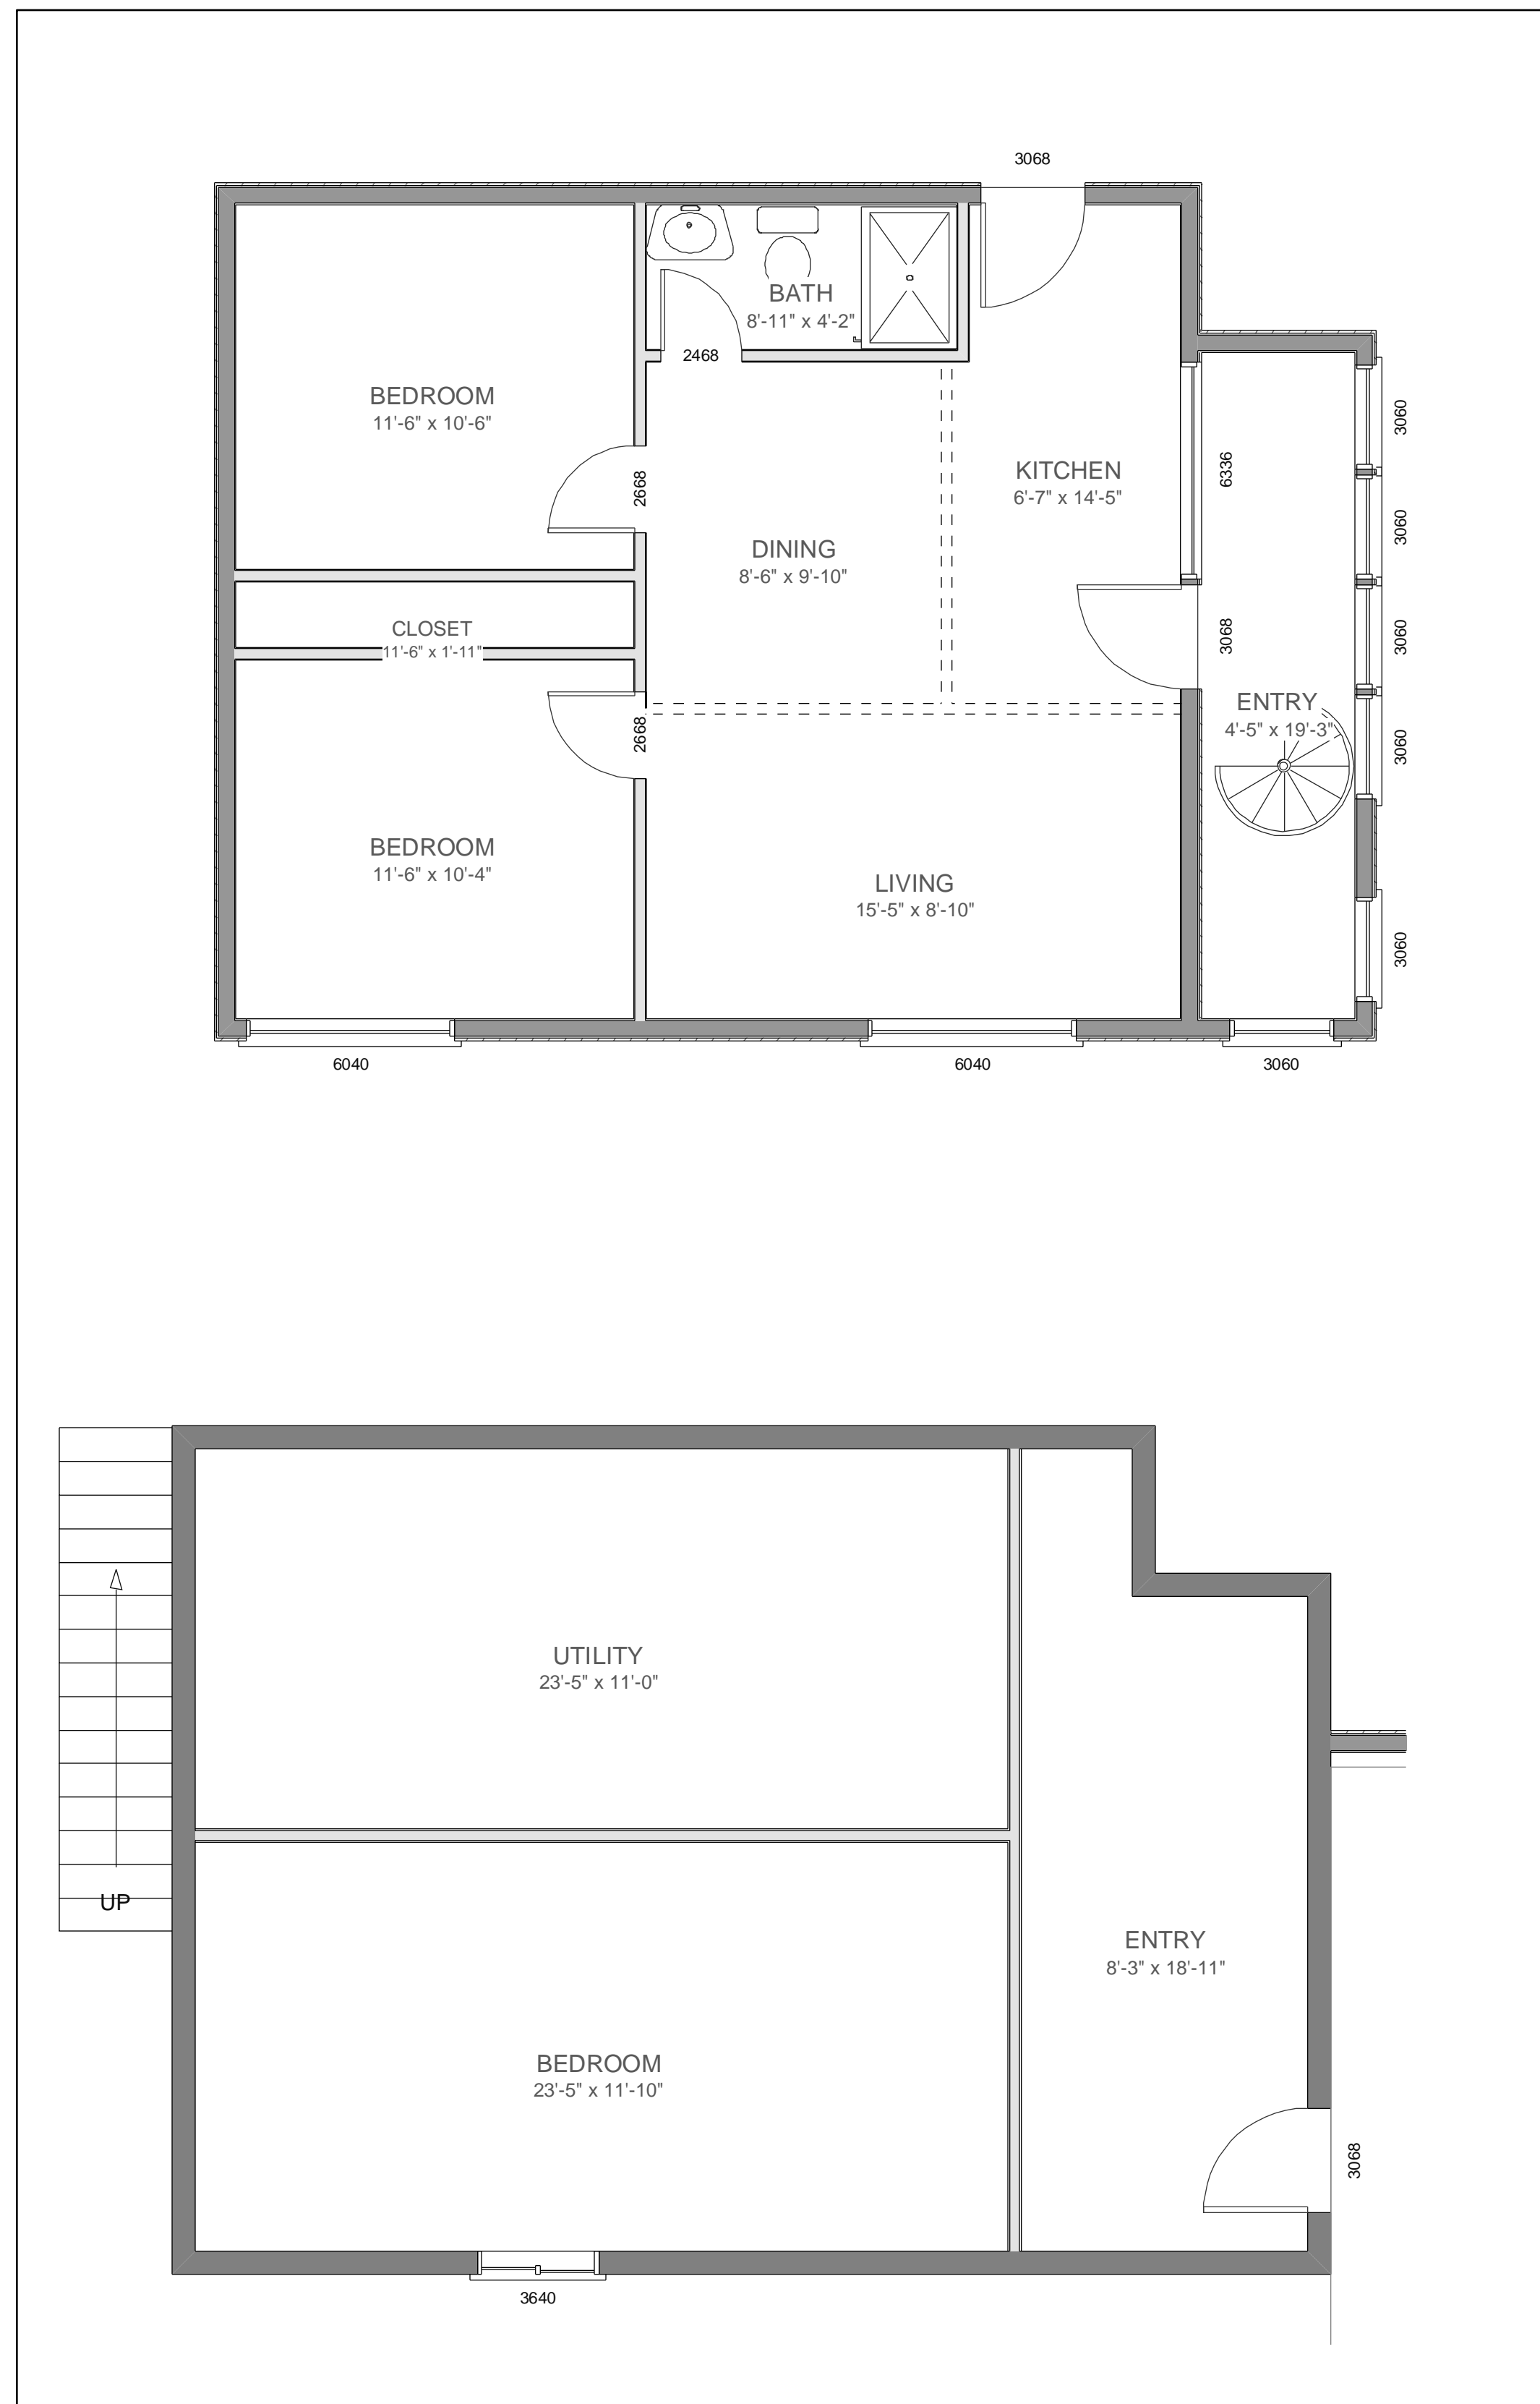 3068
BATH
8'-11" x 4'-2"
2468
BEDROOM
11'-6" x 10'-6"
3060
KITCHEN
6'-7" x 14'-5"
6336
2668
3060
DINING
8'-6" x 9'-10"
CLOSET
11'-6" x 1'-11"
3068
3060
ENTRY
4'-5" x 19'-3"
2668
3060
BEDROOM
11'-6" x 10'-4"
LIVING
15'-5" x 8'-10"
3060
6040
6040
3060
UTILITY
23'-5" x 11'-0"
UP
ENTRY
8'-3" x 18'-11"
BEDROOM
23'-5" x 11'-10"
3068
3640